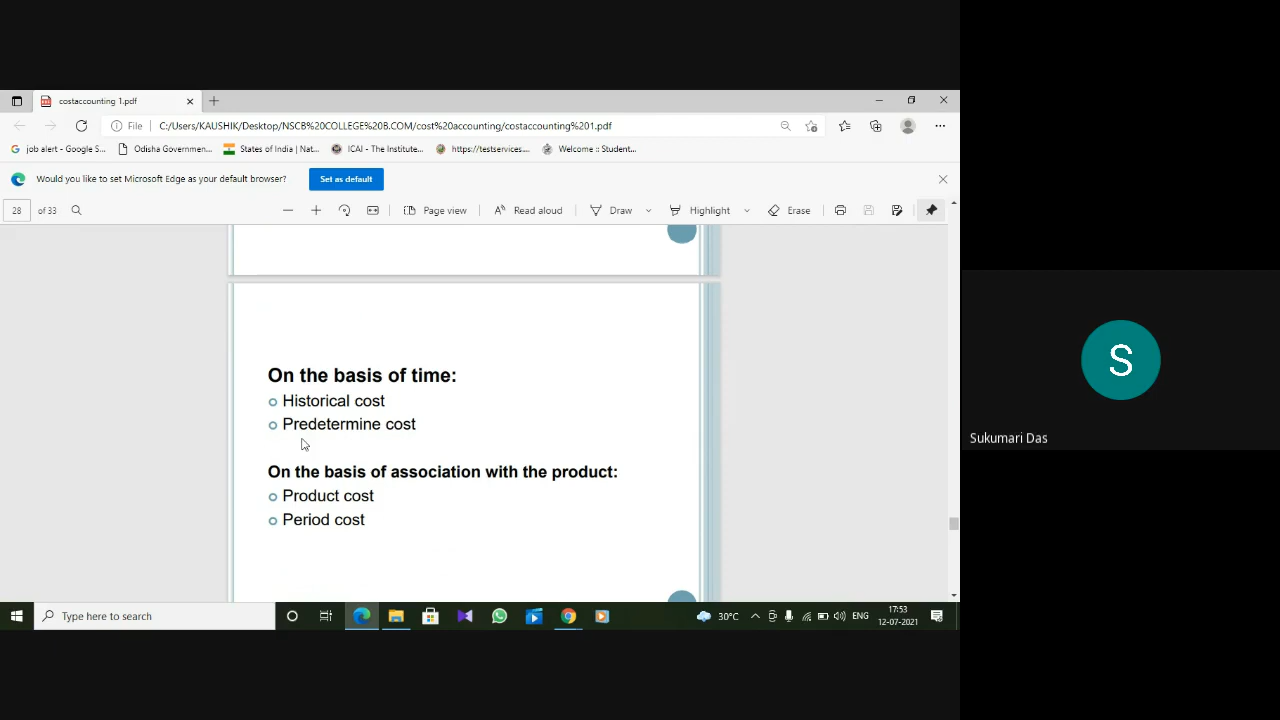 costaccounting 1.pdf
File C:/Users/KAUSHIK/Desktop/NSCB%20COLLEGE%20B.COM/cost%20accounting/costaccounting%201.pdf
job alert - Google S... Odisha Governmen... States of India | Nat... ICAI - The Institute... https://testservices.... Welcome :: Student...
Would you like to set Microsoft Edge as your default browser? Set as default
28 of 33 Page view Read aloud Draw Highlight Erase
On the basis of time:
Historical cost
Predetermine cost
On the basis of association with the product:
Product cost
Period cost
S
Sukumari Das
Type here to search 30°C ENG 17:53
12-07-2021